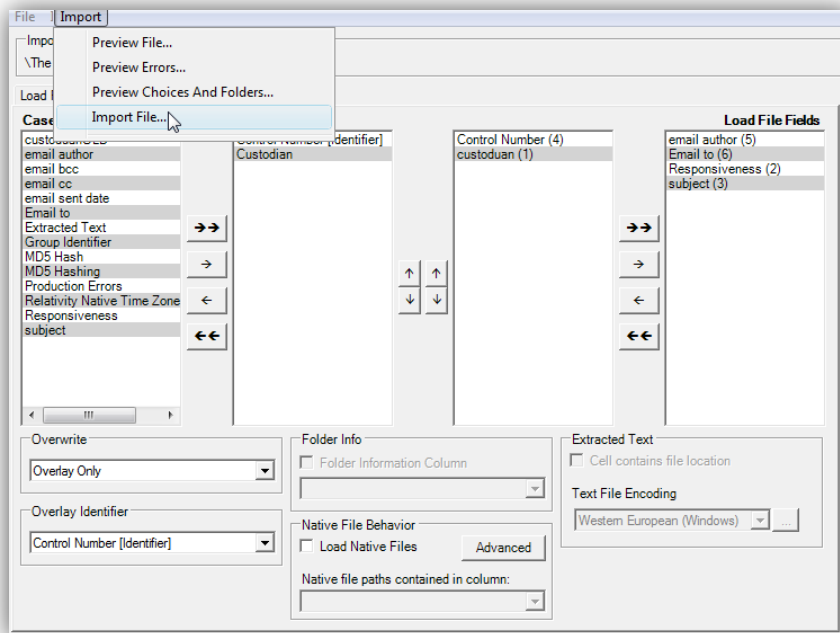 File
Import
Preview File...
Preview Errors...
Preview Choices And Folders...
Import File...
Impo
\The
Load F
Case
Load File Fields
email author
email bcc
email cc
email sent date
Email to
Extracted Text
Group Identifier
MD5 Hash
MD5 Hashing
Production Errors
Relativity Native Time Zone
Responsiveness
subject
Control Number [Identifier]
Custodian
Control Number (4)
custoduan (1)
email author (5)
Email to (6)
Responsiveness (2)
subject (3)
Overwrite
Overlay Only
Overlay Identifier
Control Number [Identifier]
Folder Info
Folder Information Column
Native File Behavior
Load Native Files
Advanced
Native file paths contained in column:
Extracted Text
Cell contains file location
Text File Encoding
Western European (Windows)
...